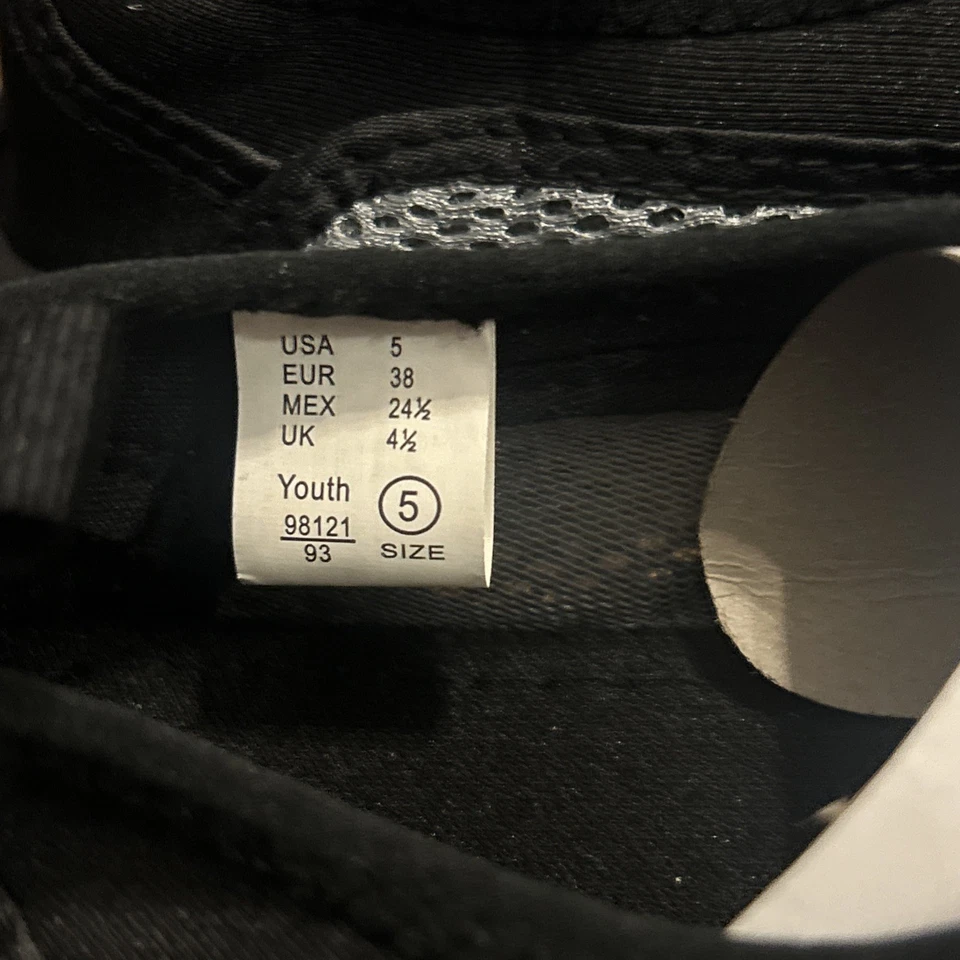 USA 5
EUR 38
MEX 24½
UK 4½
Youth 5
98121
93 SIZE